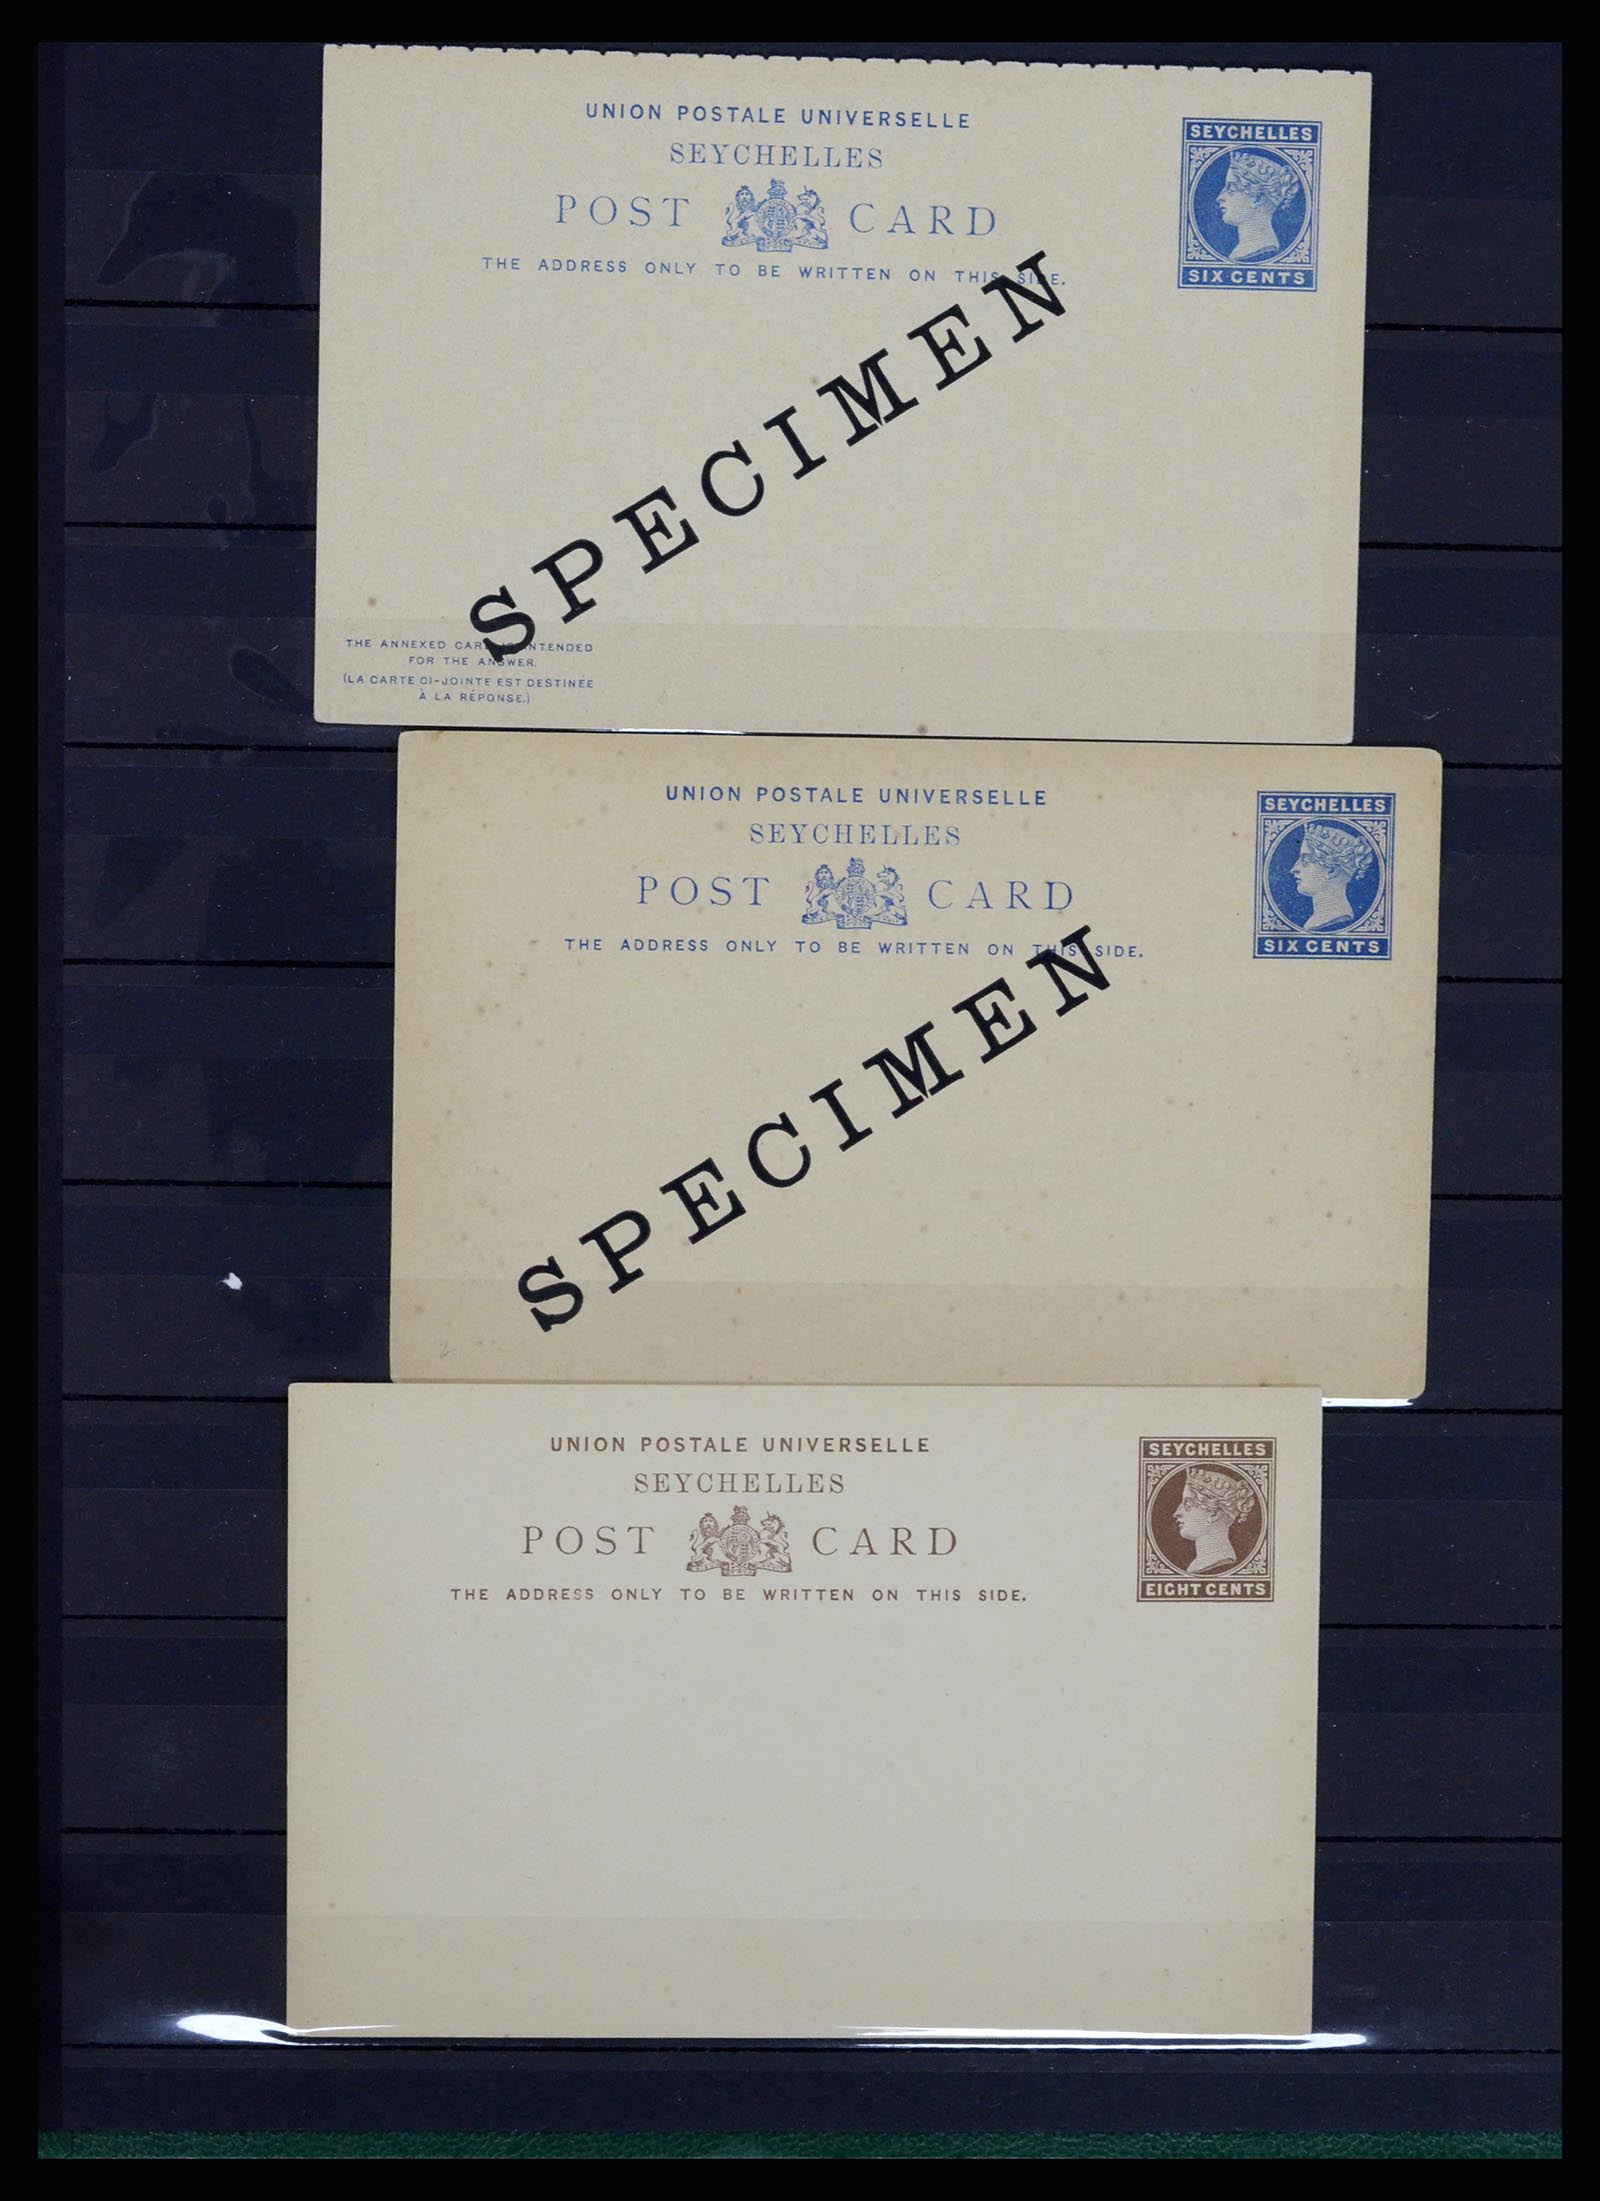 UNION POSTALE UNIVERSELLE
SEYCHELLES
POST CARD
THE ADDRESS ONLY TO BE WRITTEN ON THIS SIDE.
SEYCHELLES
SIX CENTS
SPECIMEN
THE ANNEXED CARD IS INTENDED
FOR THE ANSWER.
(LA CARTE CI-JOINTE EST DESTINÉE
À LA RÉPONSE.)
UNION POSTALE UNIVERSELLE
SEYCHELLES
POST CARD
THE ADDRESS ONLY TO BE WRITTEN ON THIS SIDE.
SEYCHELLES
SIX CENTS
SPECIMEN
UNION POSTALE UNIVERSELLE
SEYCHELLES
POST CARD
THE ADDRESS ONLY TO BE WRITTEN ON THIS SIDE.
SEYCHELLES
EIGHT CENTS